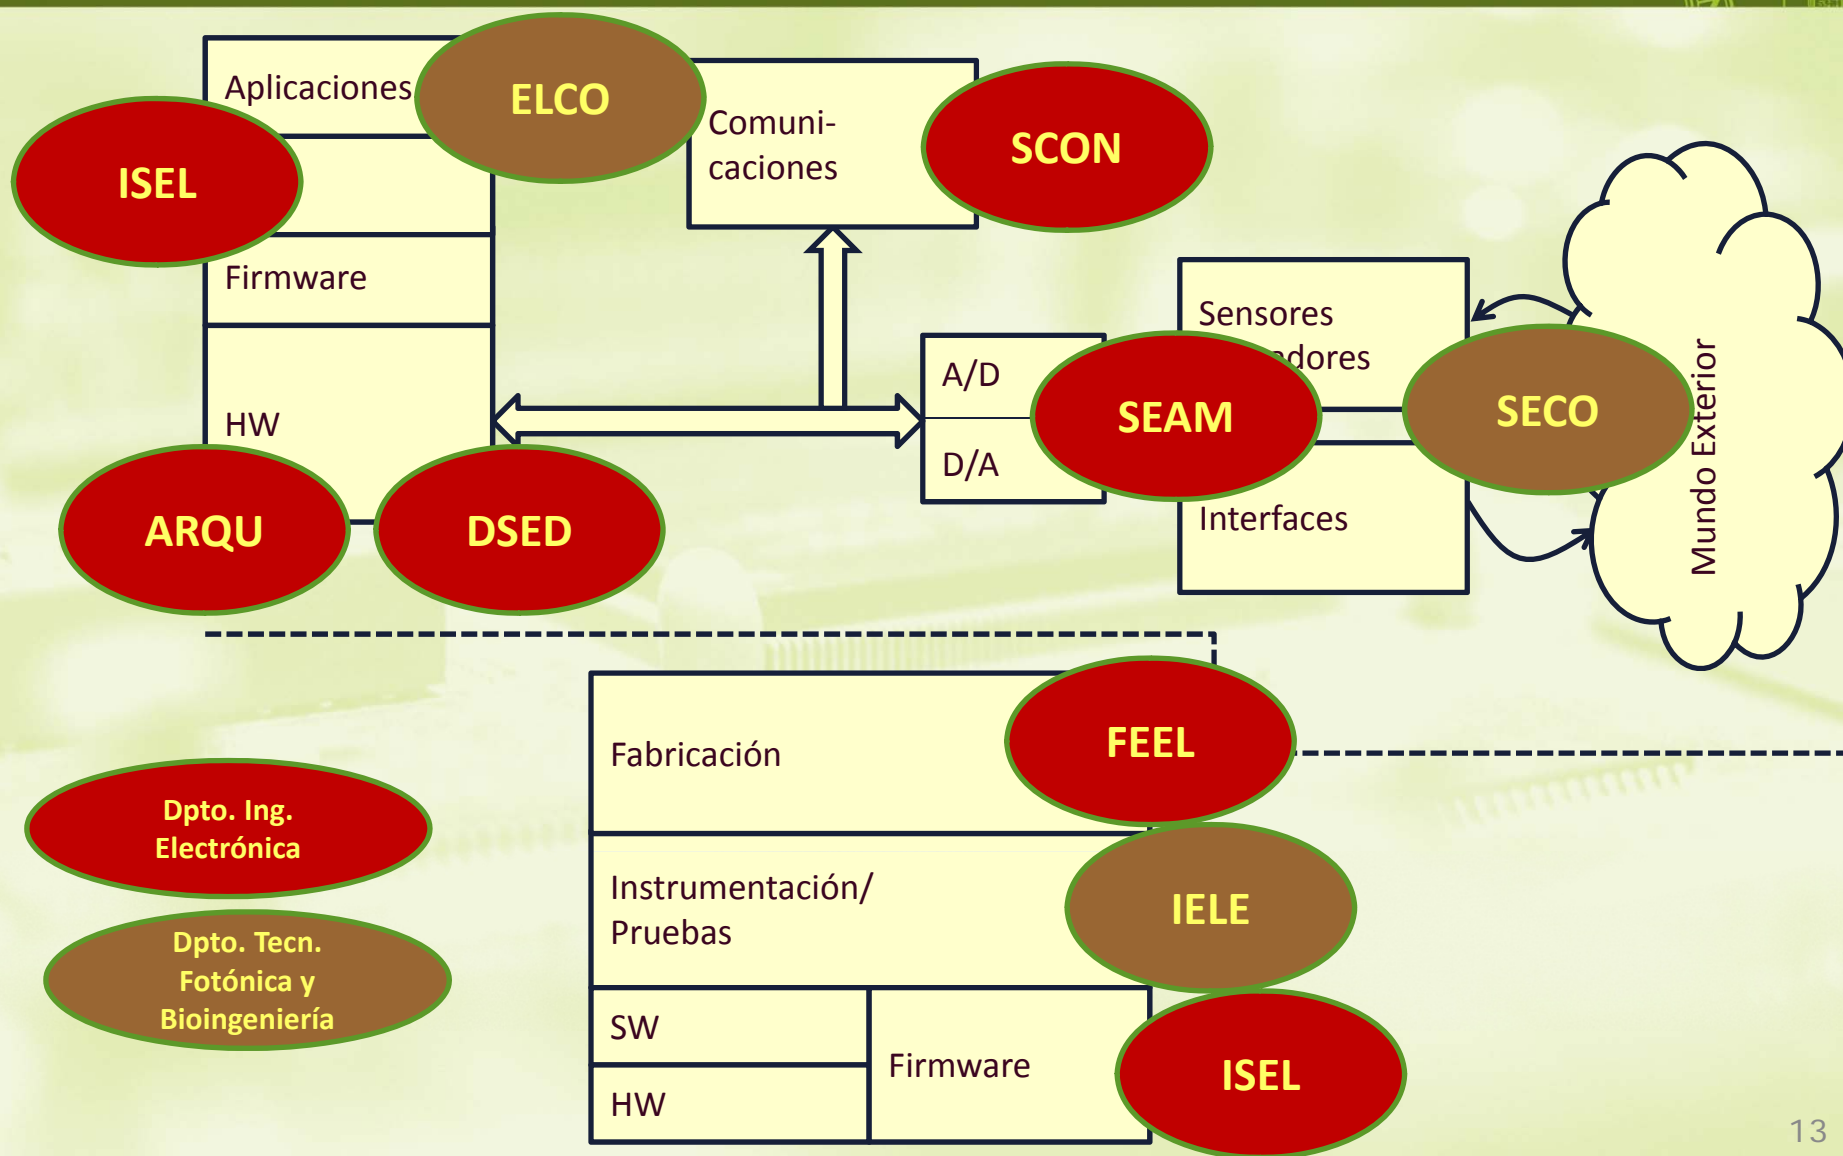 Aplicaciones
ELCO
Comuni-
caciones
SCON
ISEL
Firmware
Sensores
adores
A/D
SEAM
SECO
HW
D/A
Interfaces
Mundo Exterior
ARQU
DSED
Fabricación
FEEL
Dpto. Ing.
Electrónica
Instrumentación/
Pruebas
IELE
Dpto. Tecn.
Fotónica y
Bioingeniería
SW
Firmware
HW
ISEL
13